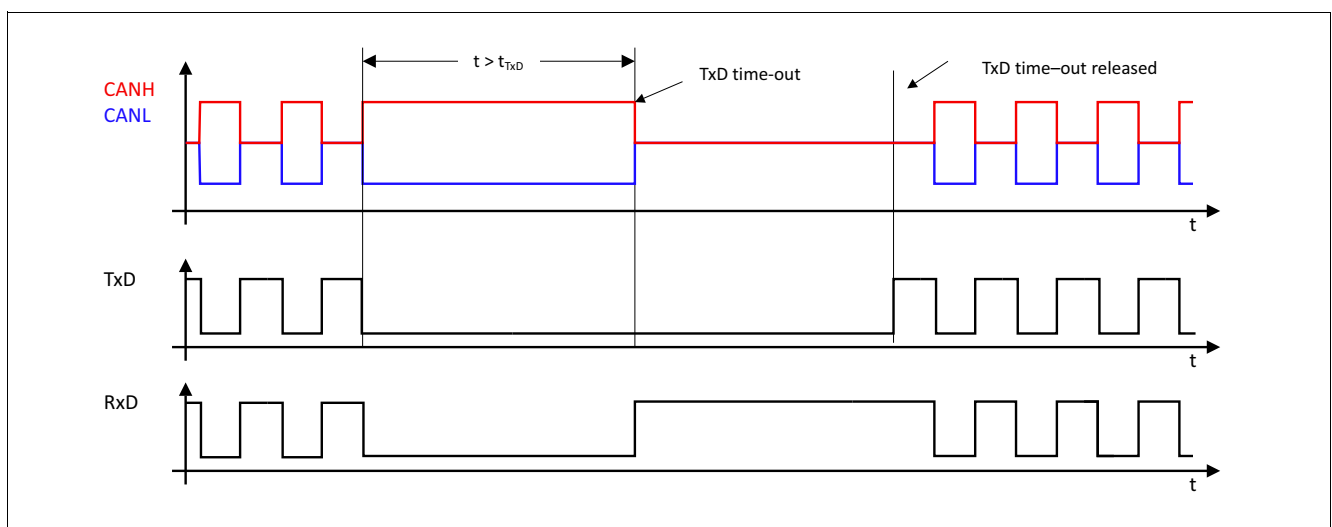 t > tTxD
TxD time-out
TxD time–out released
CANH
CANL
t
TxD
t
RxD
t